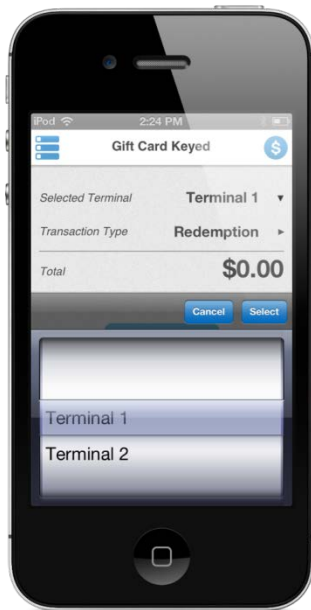 iPod 2:24 PM
Gift Card Keyed $
Selected Terminal Terminal 1 ▾
Transaction Type Redemption ▸
Total $0.00
Cancel Select
Terminal 1
Terminal 2